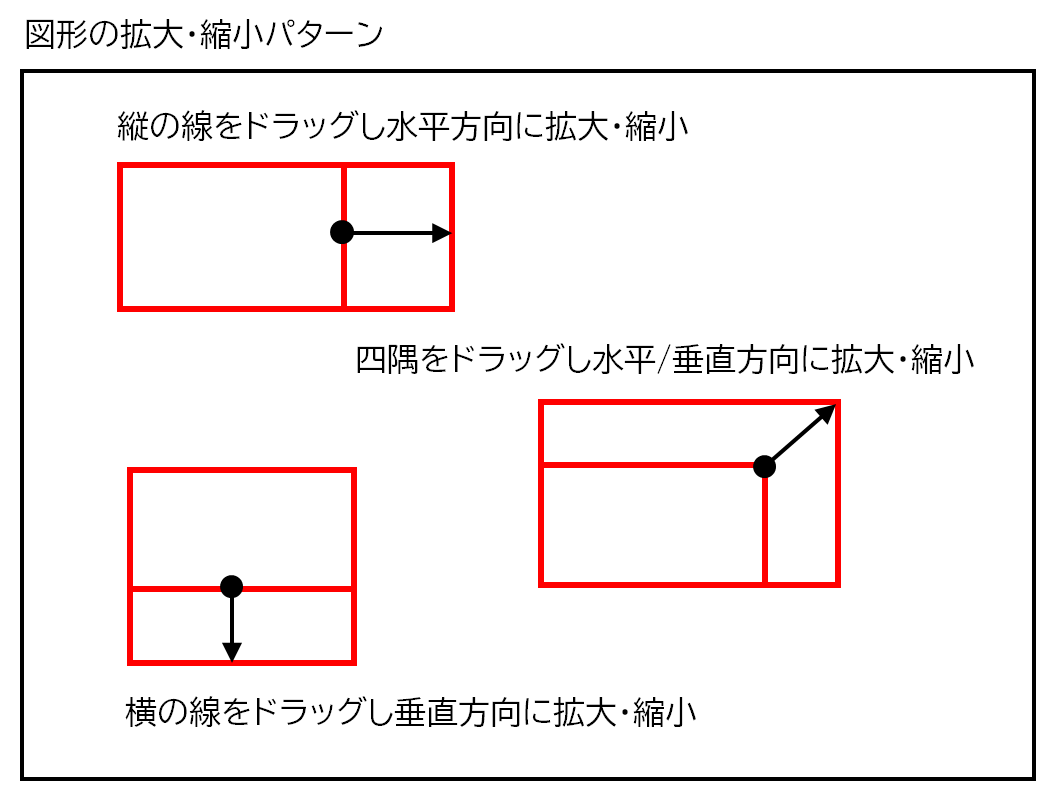 図形の拡大・縮小パターン
縦の線をドラッグし水平方向に拡大・縮小
四隅をドラッグし水平/垂直方向に拡大・縮小
横の線をドラッグし垂直方向に拡大・縮小